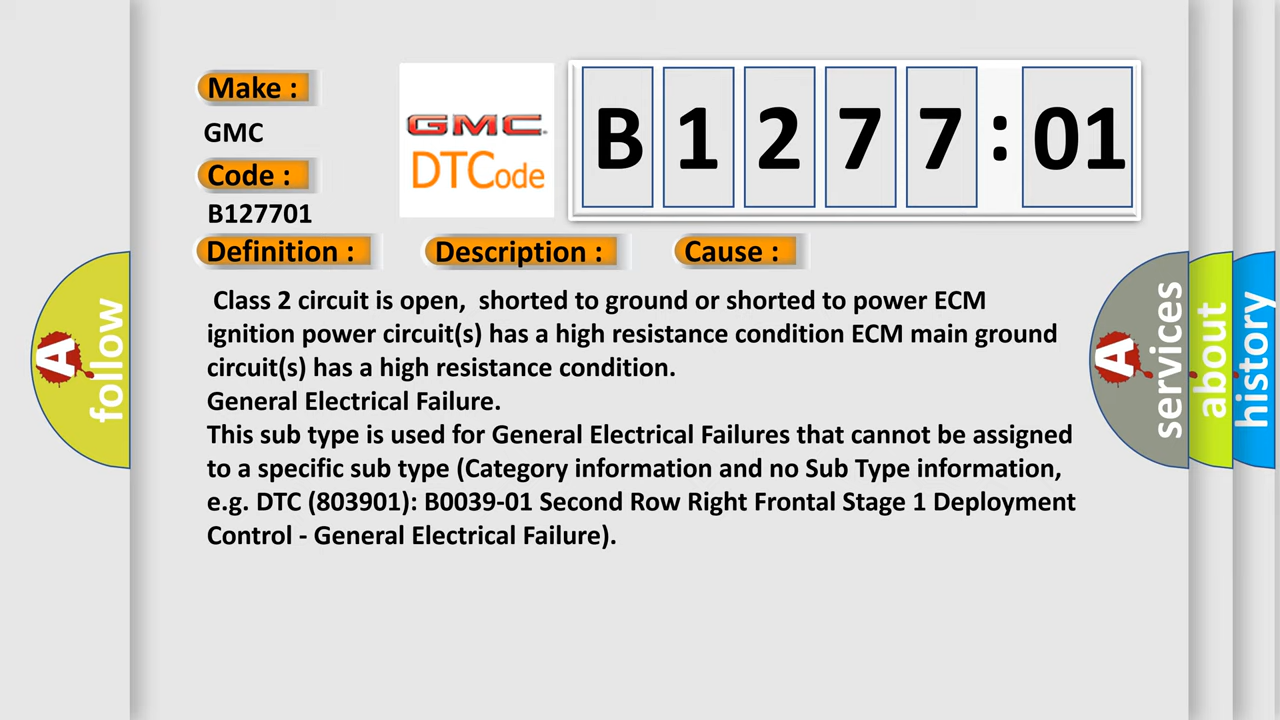 Make :
GMC
Code :
B127701
GMC
DTCode
B1277:01
Definition :
Description :
Cause :
Class 2 circuit is open,  shorted to ground or shorted to power ECM
ignition power circuit(s) has a high resistance condition ECM main ground
circuit(s) has a high resistance condition.
General Electrical Failure.
This sub type is used for General Electrical Failures that cannot be assigned
to a specific sub type (Category information and no Sub Type information,
e.g. DTC (803901): B0039-01 Second Row Right Frontal Stage 1 Deployment
Control - General Electrical Failure).
A
follow
A
services
about
history